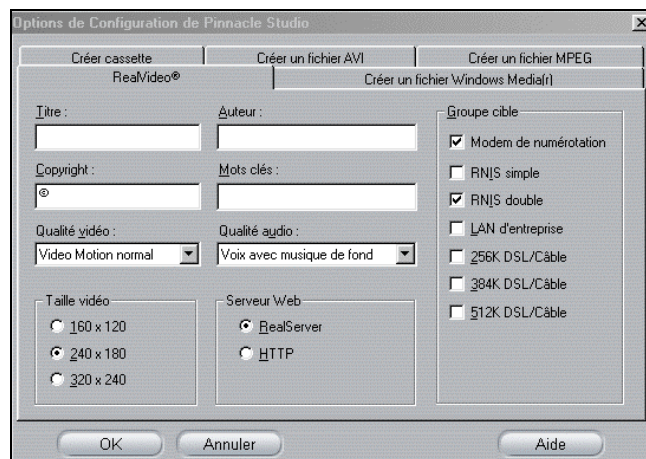 Options de Configuration de Pinnacle Studio
Créer cassette
Créer un fichier AVI
Créer un fichier MPEG
RealVideo®
Créer un fichier Windows Media(r)
Titre :
Auteur :
Copyright :
©
Mots clés :
Qualité vidéo :
Video Motion normal
Qualité audio :
Voix avec musique de fond
Taille vidéo
160 x 120
240 x 180
320 x 240
Serveur Web
RealServer
HTTP
Groupe cible
Modem de numérotation
RNIS simple
RNIS double
LAN d'entreprise
256K DSL/Câble
384K DSL/Câble
512K DSL/Câble
OK
Annuler
Aide